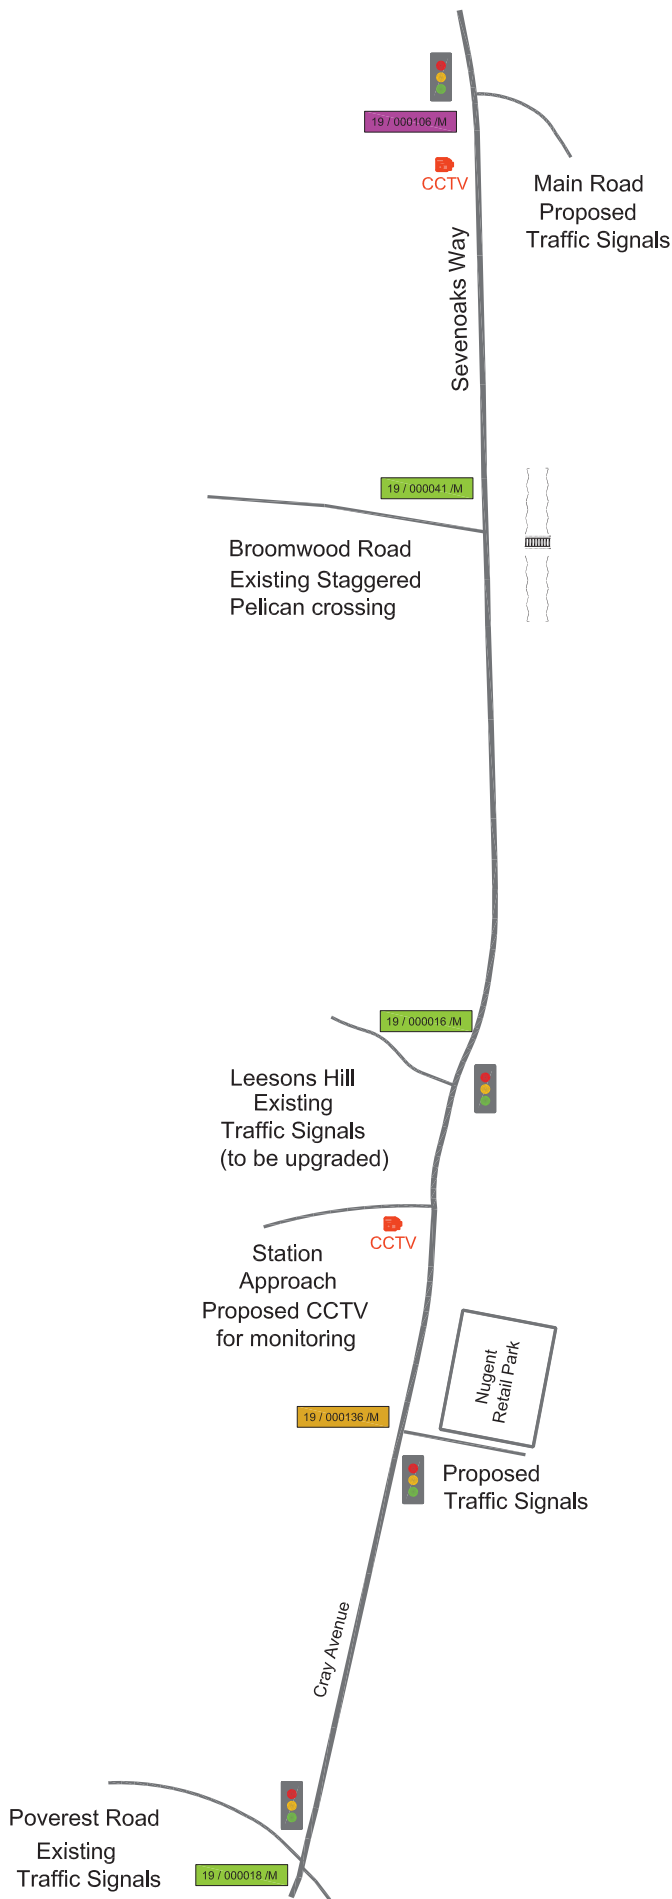 19 / 000106 /M
CCTV
Main Road
Proposed
Traffic Signals
Sevenoaks Way
19 / 000041 /M
Broomwood Road
Existing Staggered
Pelican crossing
19 / 000016 /M
Leesons Hill
Existing
Traffic Signals
(to be upgraded)
CCTV
Station
Approach
Proposed CCTV
for monitoring
Nugent
Retail Park
19 / 000136 /M
Proposed
Traffic Signals
Cray Avenue
Poverest Road
Existing
Traffic Signals
19 / 000018 /M